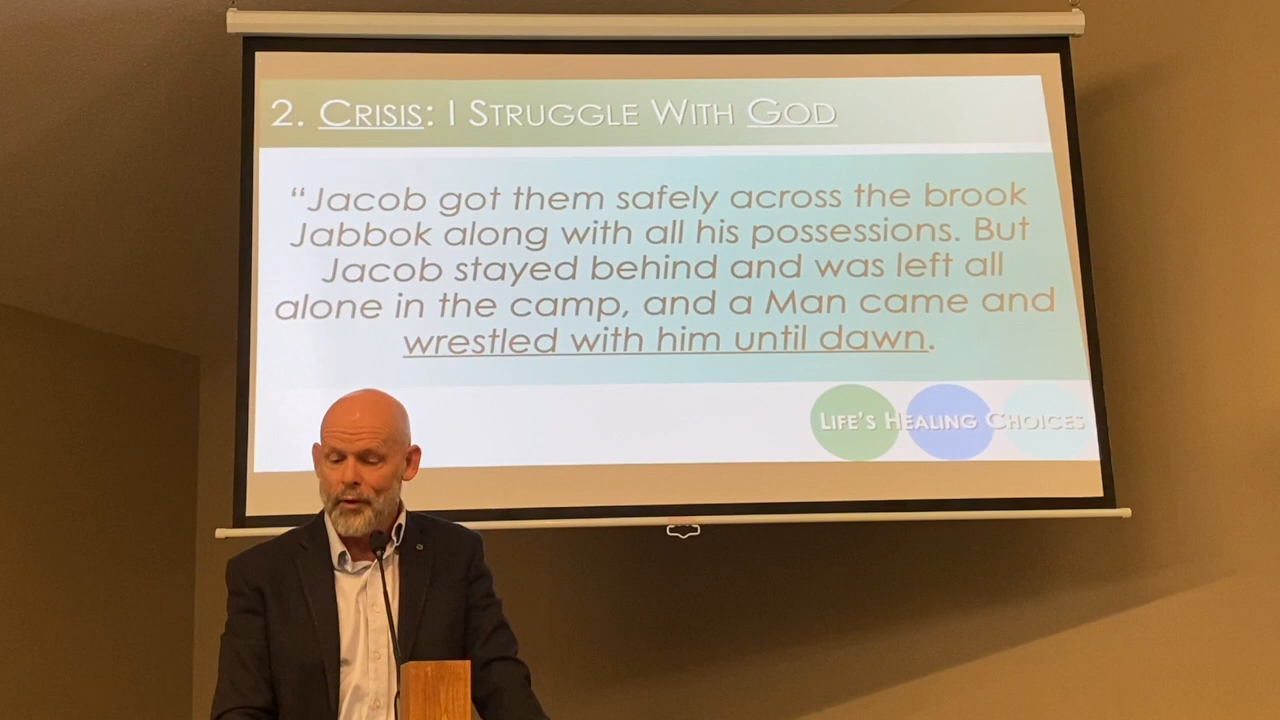 2. CRISIS: I STRUGGLE WITH GOD
“Jacob got them safely across the brook
Jabbok along with all his possessions. But
Jacob stayed behind and was left all
alone in the camp, and a Man came and
wrestled with him until dawn.
LIFE'S HEALING CHOICES